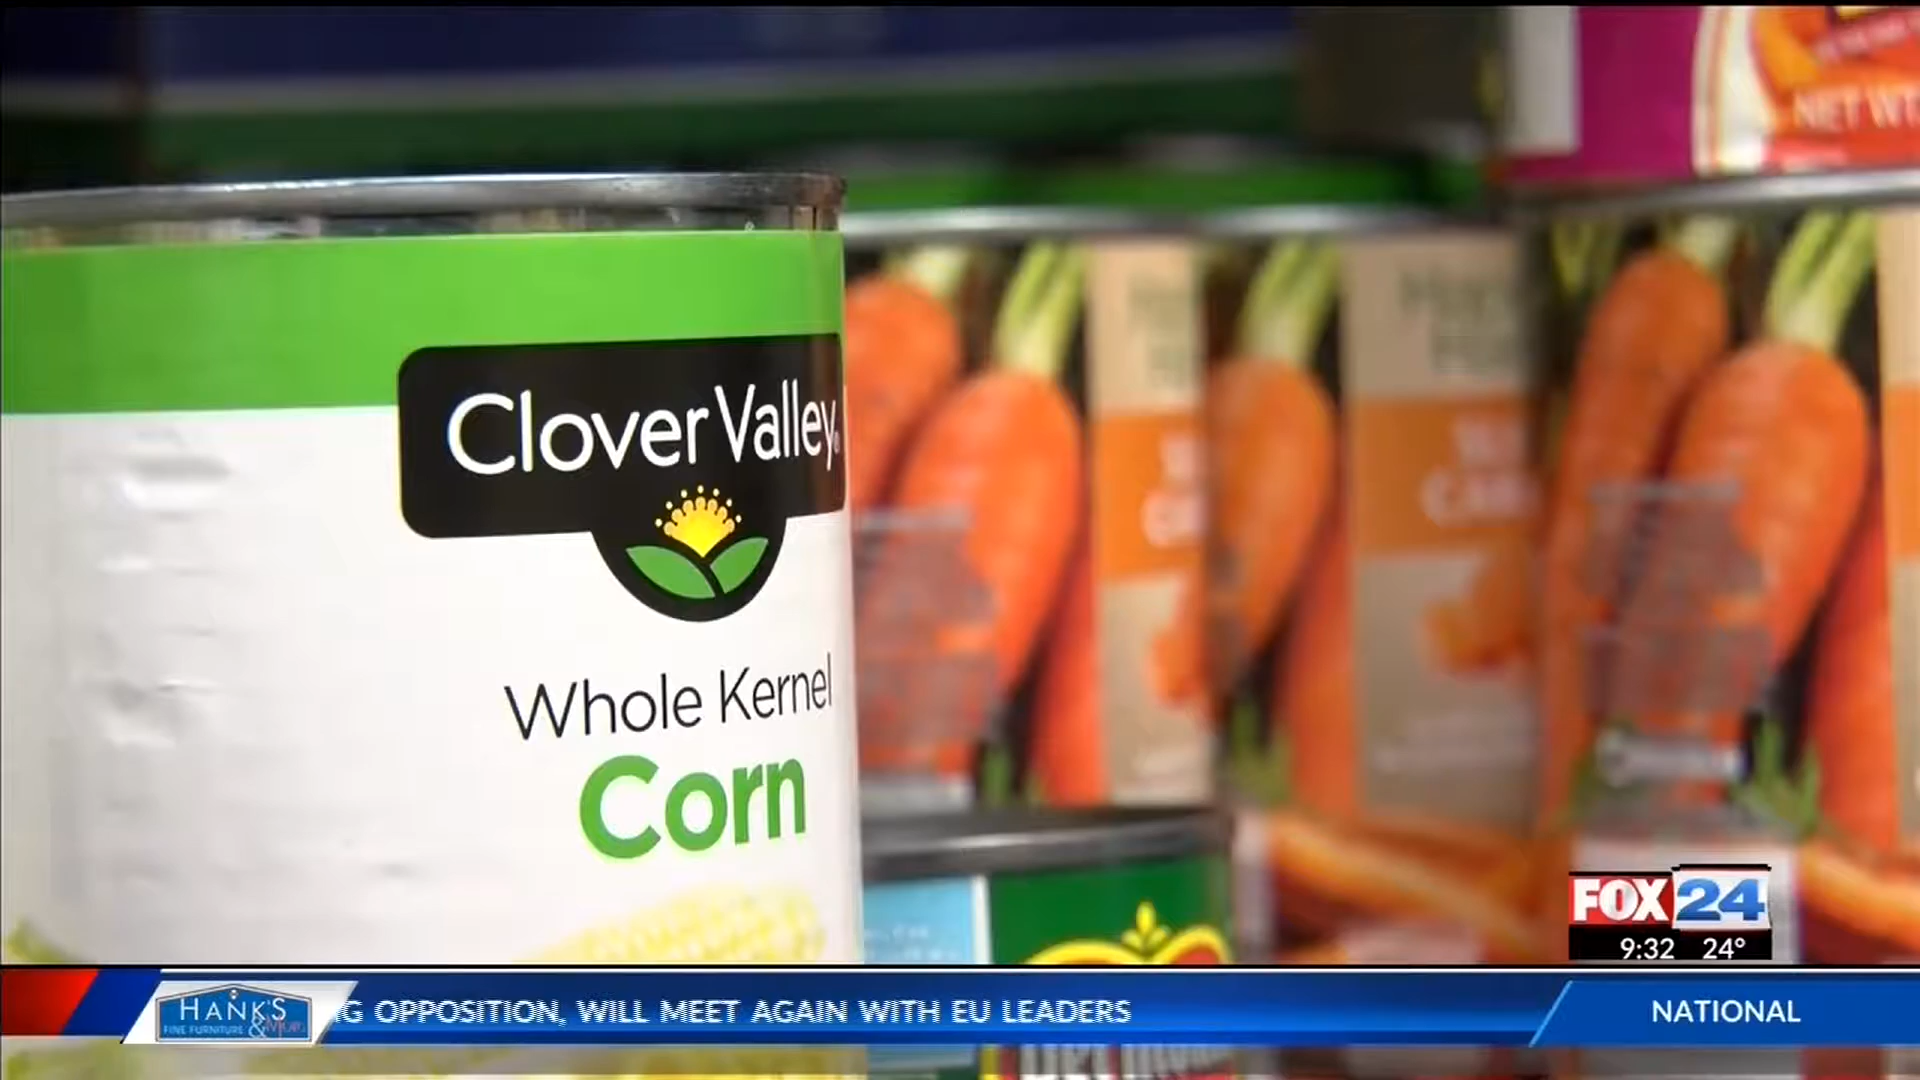 NET WT
Clover Valley
Whole Kernel
Corn
FOX 24
9:32 24°
HANK'S
FINE FURNITURE & More
G OPPOSITION, WILL MEET AGAIN WITH EU LEADERS
NATIONAL